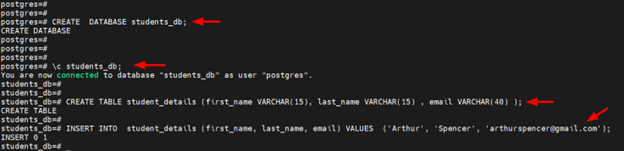 postgres=#
postgres=# CREATE  DATABASE students_db;
CREATE DATABASE
postgres=#
postgres=#
postgres=#
postgres=# \c students_db;
You are now connected to database "students_db" as user "postgres".
students_db=#
students_db=#
students_db=# CREATE TABLE student_details (first_name VARCHAR(15), last_name VARCHAR(15) , email VARCHAR(40) );
CREATE TABLE
students_db=#
students_db=# INSERT INTO  student_details (first_name, last_name, email) VALUES  ('Arthur', 'Spencer', 'arthurspencer@gmail.com');
INSERT 0 1
students_db=#